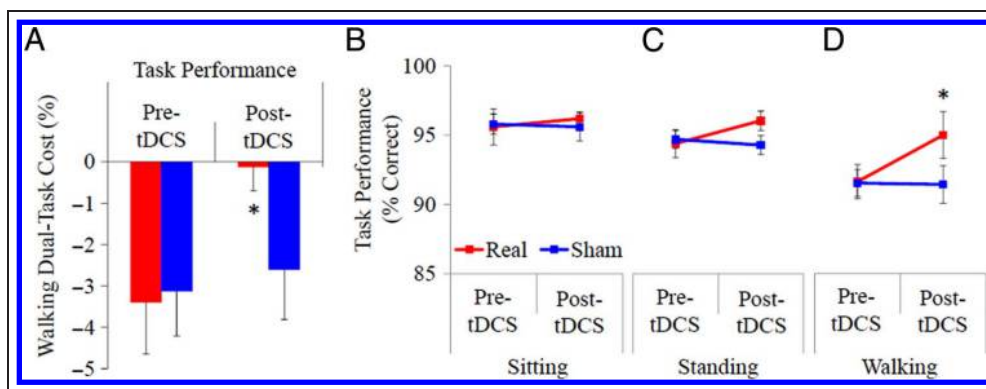 A
Task Performance
Pre-
tDCS
Post-
tDCS
Walking Dual-Task Cost (%)
0
−1
−2
−3
−4
−5
*
B
C
D
Task Performance
(% Correct)
100
95
90
85
Real
Sham
*
Pre-
tDCS
Post-
tDCS
Sitting
Pre-
tDCS
Post-
tDCS
Standing
Pre-
tDCS
Post-
tDCS
Walking